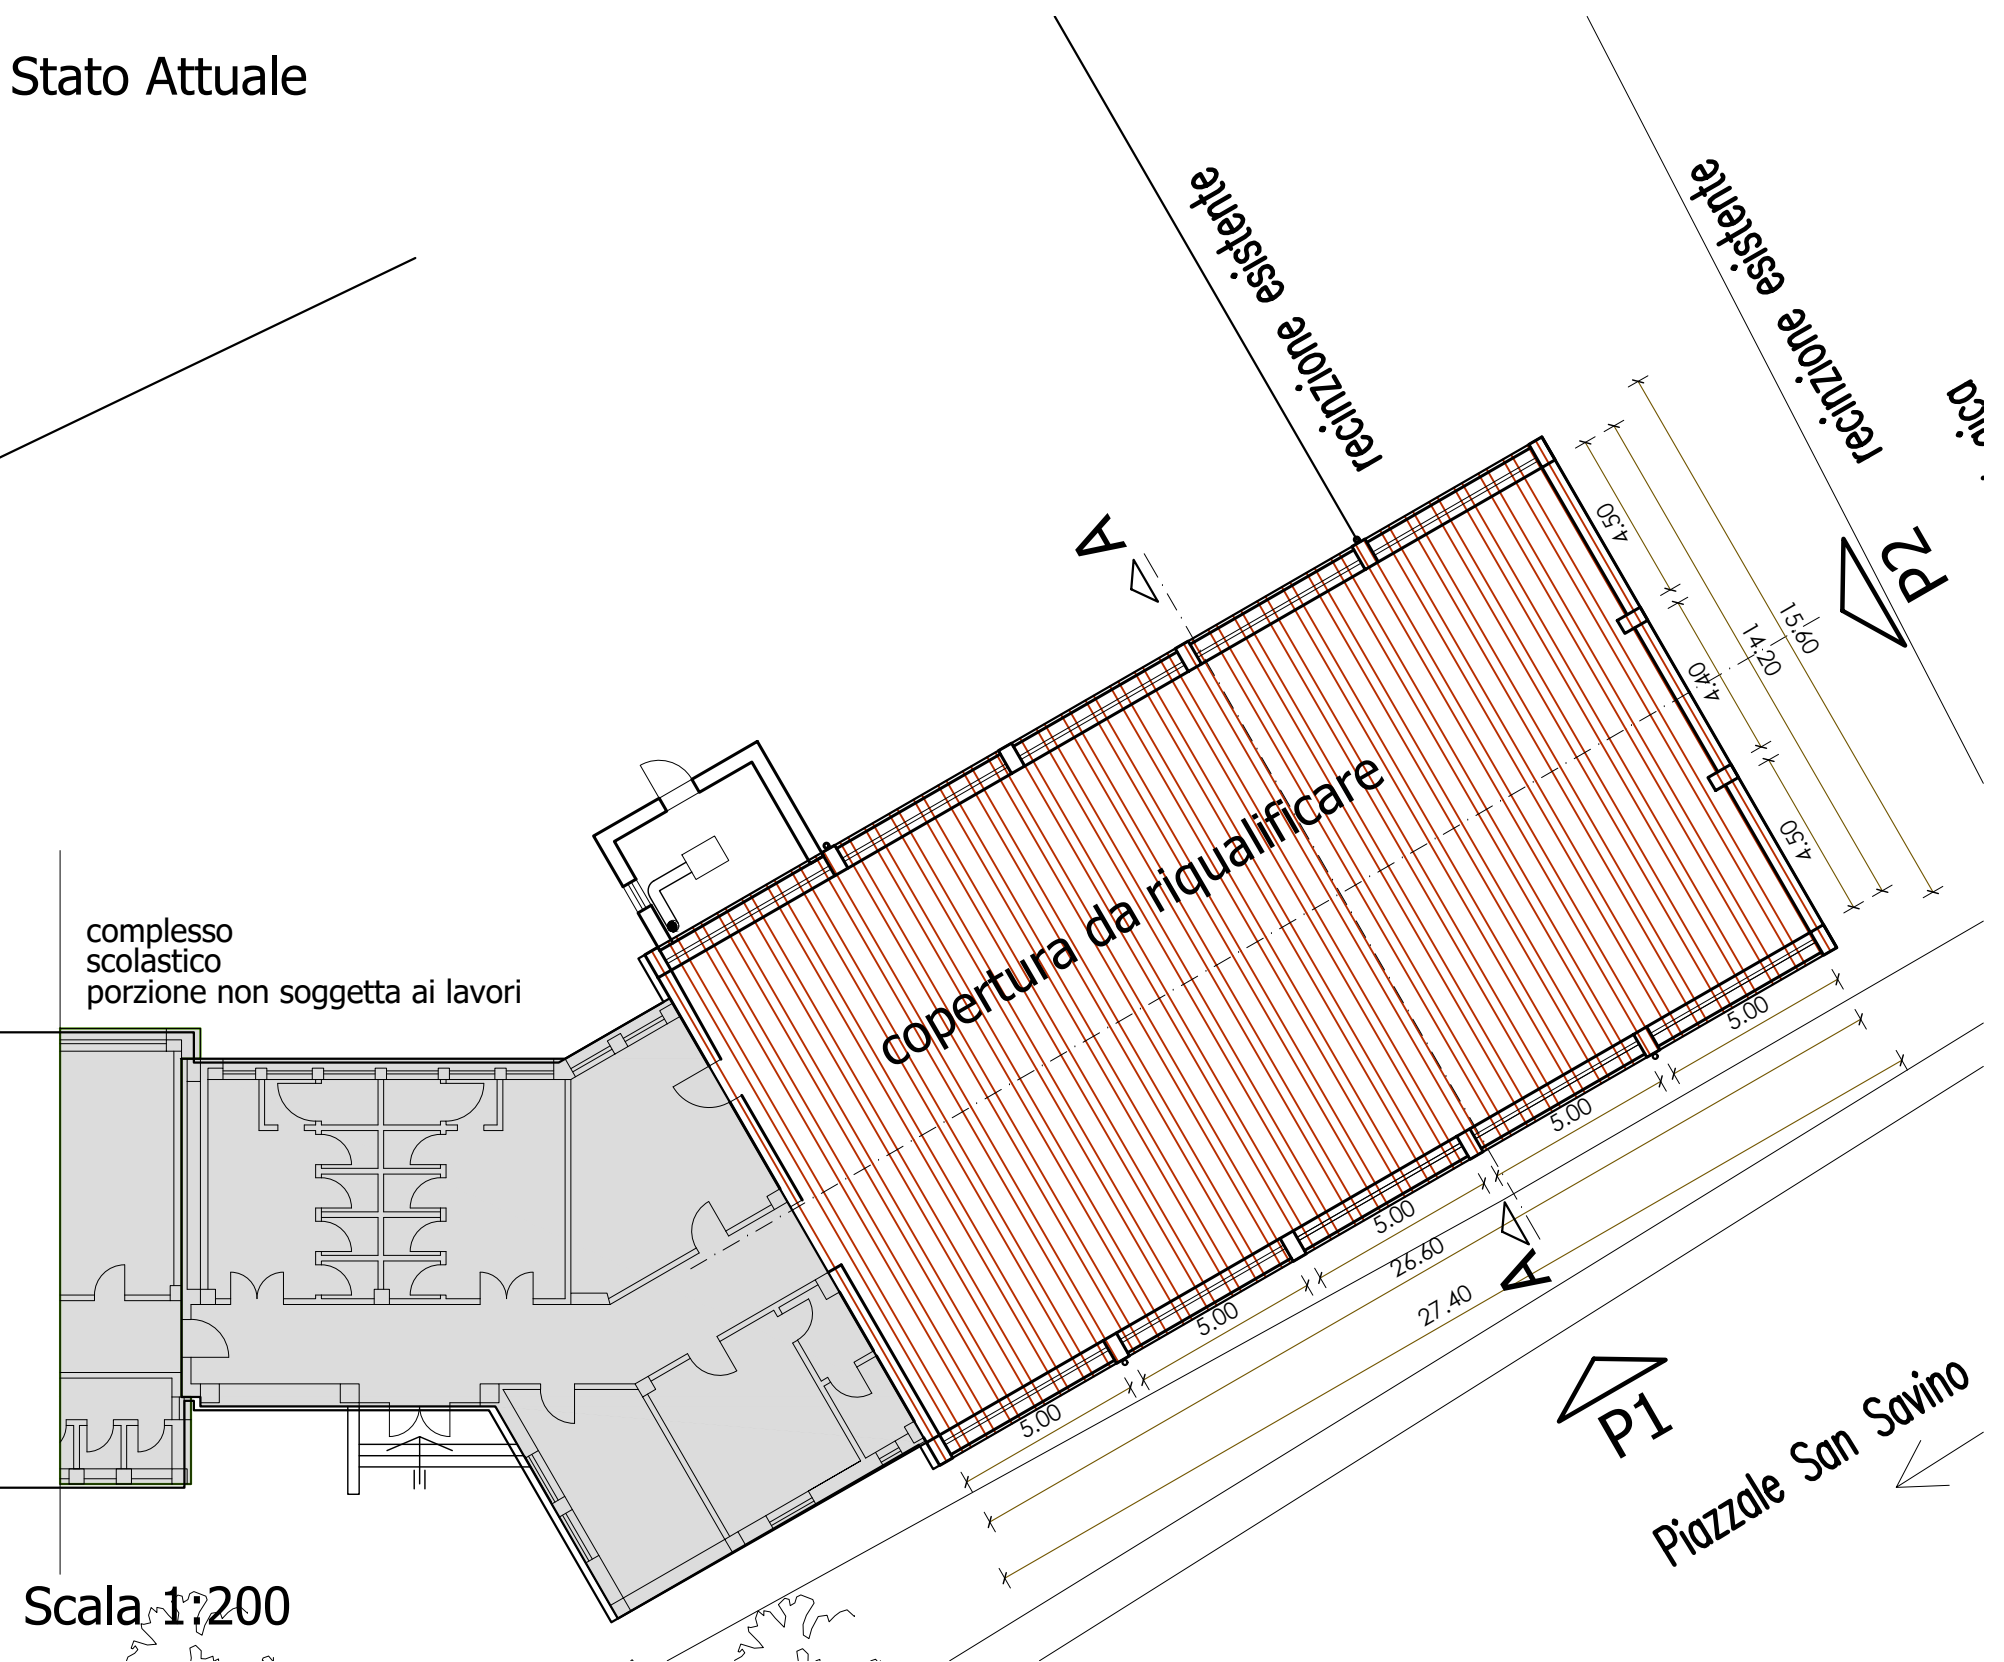 Stato Attuale
recinzione esistente
recinzione esistente
A
P2
4.50
4.40
4.50
14.20
15.60
copertura da riqualificare
complesso
scolastico
porzione non soggetta ai lavori
5.00
5.00
5.00
5.00
5.00
26.60
27.40
A
P1
Piazzale San Savino
Scala 1:200